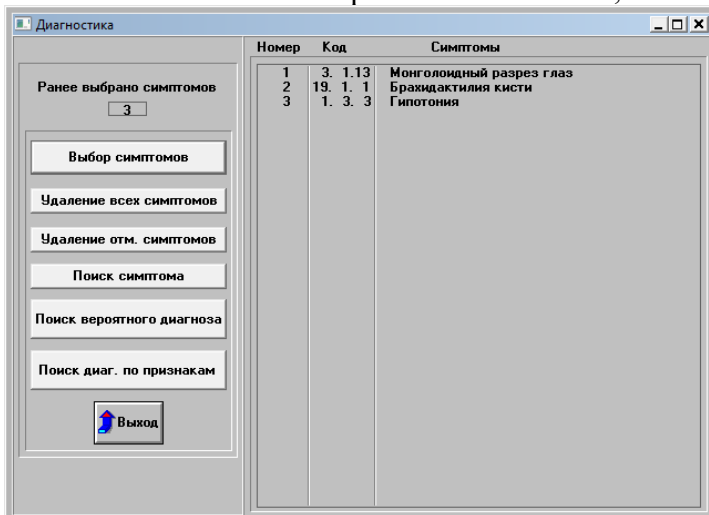 Диагностика
Номер Код Симптомы
1 3. 1.13 Монголоидный разрез глаз
2 19. 1. 1 Брахидактилия кисти
3 1. 3. 3 Гипотония
Ранее выбрано симптомов
3
Выбор симптомов
Удаление всех симптомов
Удаление отм. симптомов
Поиск симптома
Поиск вероятного диагноза
Поиск диаг. по признакам
Выход